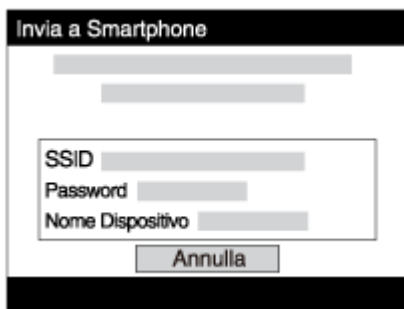 Invia a Smartphone
SSID
Password
Nome Dispositivo
Annulla